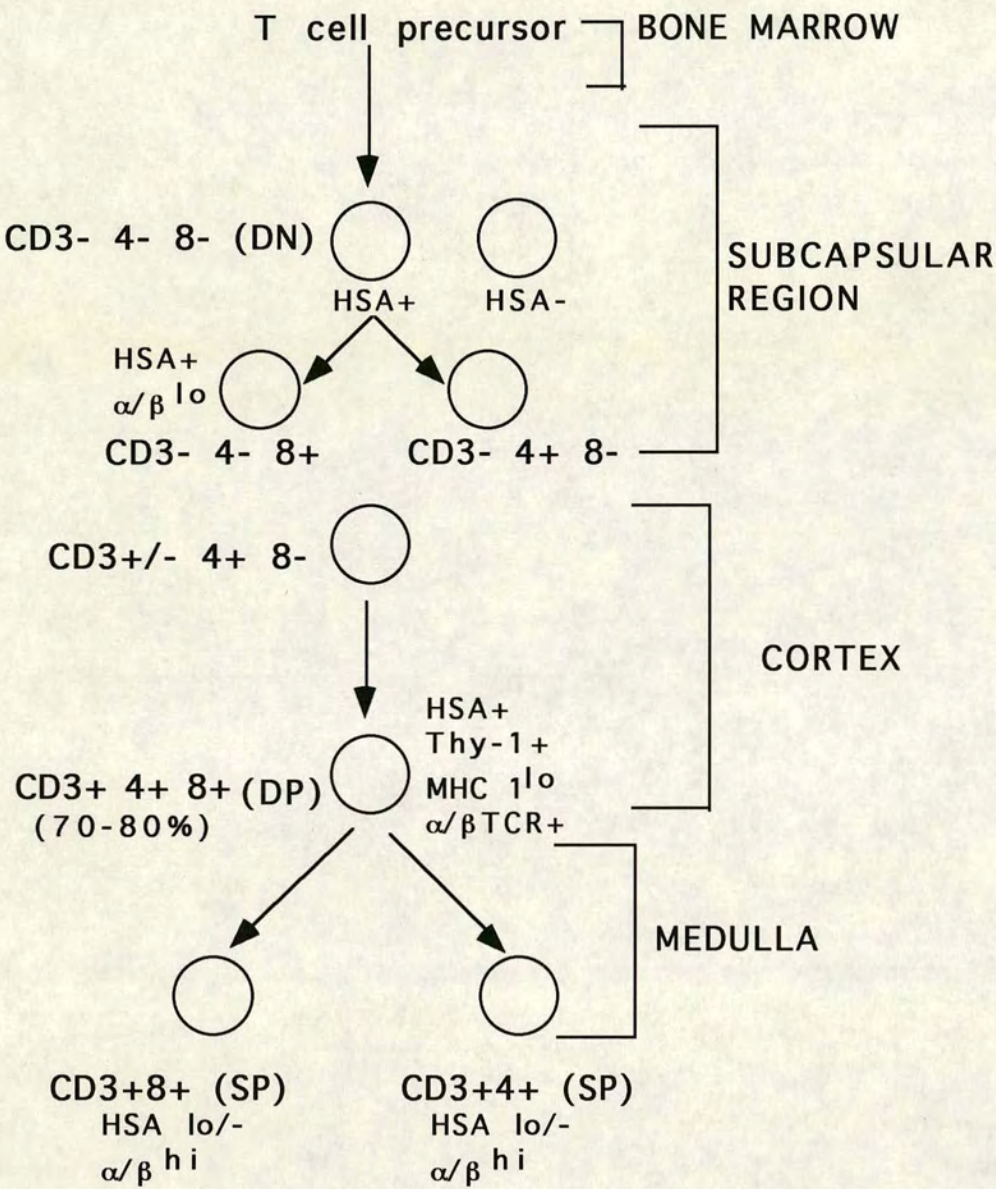 T cell precursor BONE MARROW
CD3- 4- 8- (DN)
HSA+ HSA-
SUBCAPSULAR
REGION
HSA+
α/β lo
CD3- 4- 8+ CD3- 4+ 8-
CD3+/- 4+ 8-
CORTEX
HSA+
Thy-1+
CD3+ 4+ 8+ (DP) MHC 1lo
(70-80%) α/βTCR+
MEDULLA
CD3+8+ (SP) CD3+4+ (SP)
HSA lo/- HSA lo/-
α/β hi α/β hi